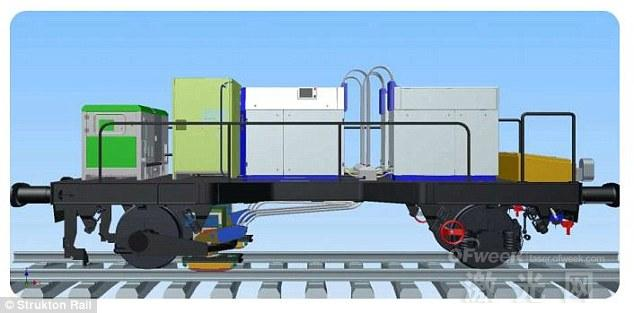 OFweek laser.ofweek.com
激光网
© Strukton Rail